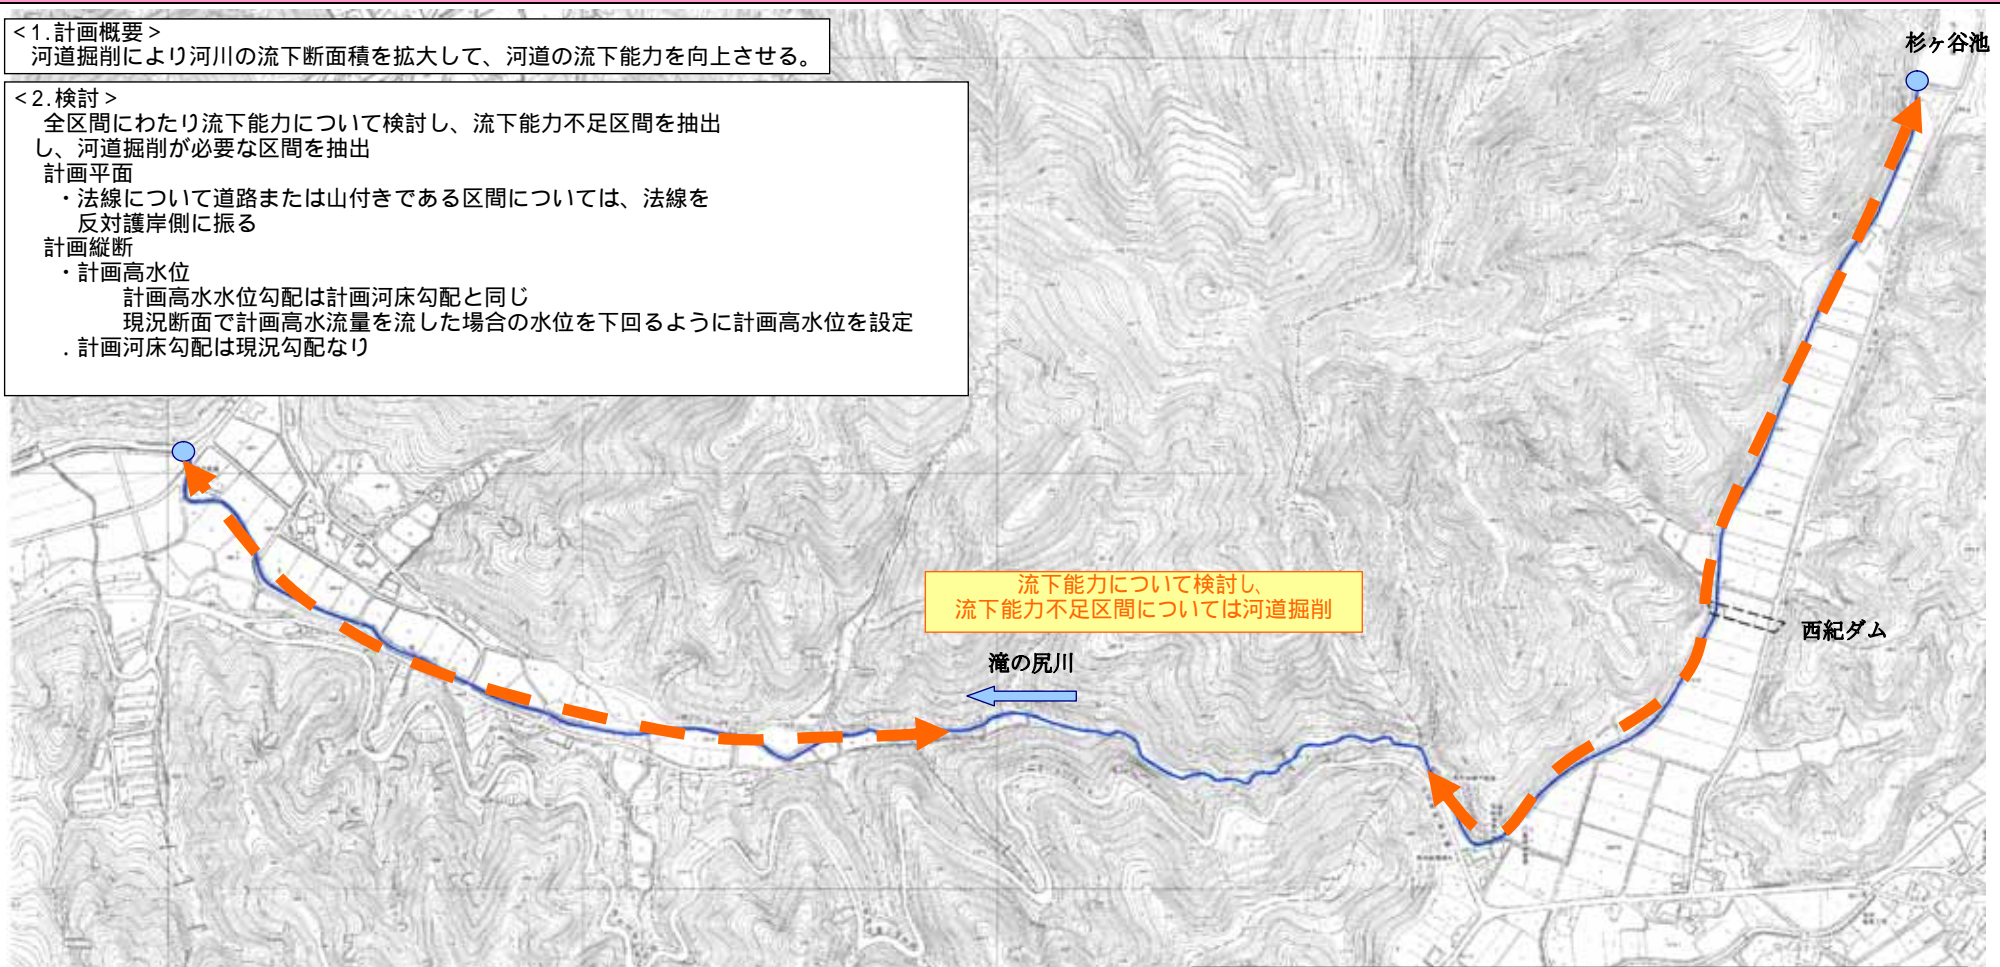 <1.計画概要>
河道掘削により河川の流下断面積を拡大して、河道の流下能力を向上させる。
<2.検討>
全区間にわたり流下能力について検討し、流下能力不足区間を抽出
し、河道掘削が必要な区間を抽出
計画平面
・法線について道路または山付きである区間については、法線を
反対護岸側に振る
計画縦断
・計画高水位
計画高水水位勾配は計画河床勾配と同じ
現況断面で計画高水流量を流した場合の水位を下回るように計画高水位を設定
．計画河床勾配は現況勾配なり
杉ヶ谷池
流下能力について検討し、
流下能力不足区間については河道掘削
西紀ダム
滝の尻川